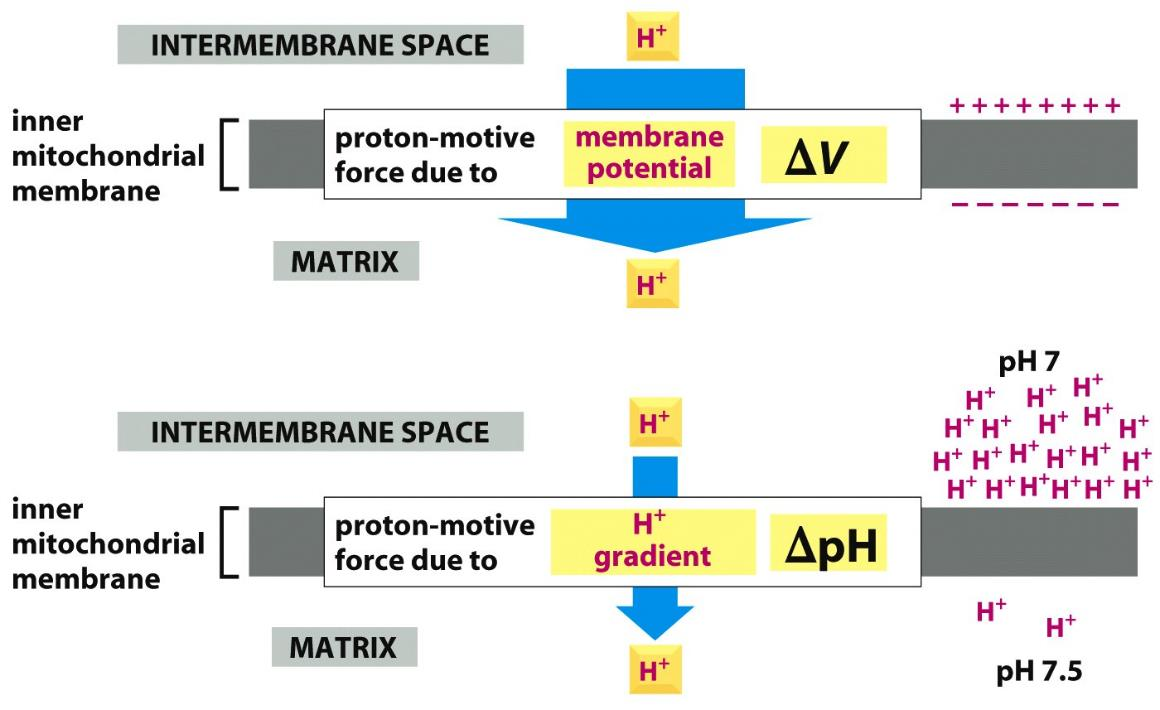 H⁺
INTERMEMBRANE SPACE
inner
mitochondrial
membrane
proton-motive
force due to
membrane
potential
ΔV
+ + + + + + + +
– – – – – – –
MATRIX
H⁺
pH 7
H⁺ H⁺ H⁺
H⁺ H⁺ H⁺ H⁺ H⁺
H⁺ H⁺ H⁺ H⁺ H⁺ H⁺
H⁺ H⁺ H⁺ H⁺ H⁺ H⁺
H⁺
INTERMEMBRANE SPACE
inner
mitochondrial
membrane
proton-motive
force due to
H⁺
gradient
ΔpH
H⁺
H⁺
MATRIX
H⁺
pH 7.5